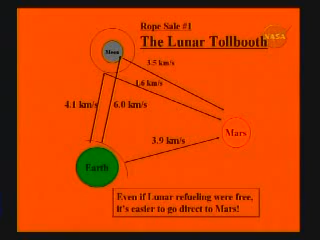 Rope Sale #1
The Lunar Tollbooth
NASA
Moon
3.5 km/s
1.6 km/s
4.1 km/s
6.0 km/s
Mars
3.9 km/s
Earth
Even if Lunar refueling were free,
it's easier to go direct to Mars!